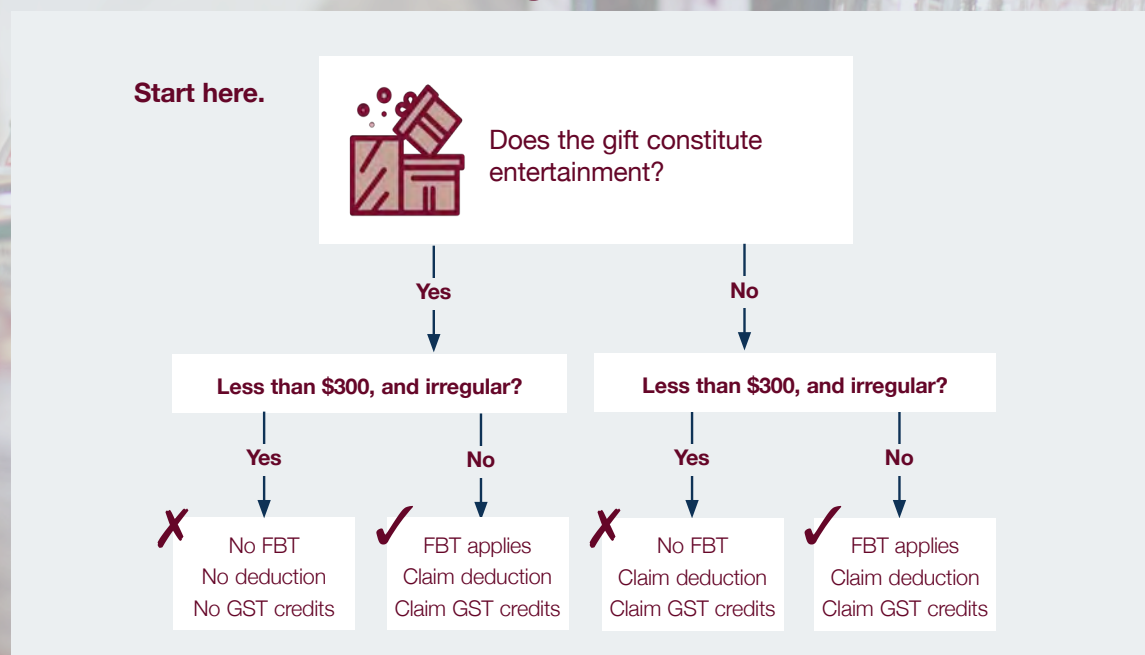 Start here.
Does the gift constitute
entertainment?
Yes
No
Less than $300, and irregular?
Less than $300, and irregular?
Yes
No
Yes
No
No FBT
No deduction
No GST credits
FBT applies
Claim deduction
Claim GST credits
No FBT
Claim deduction
Claim GST credits
FBT applies
Claim deduction
Claim GST credits